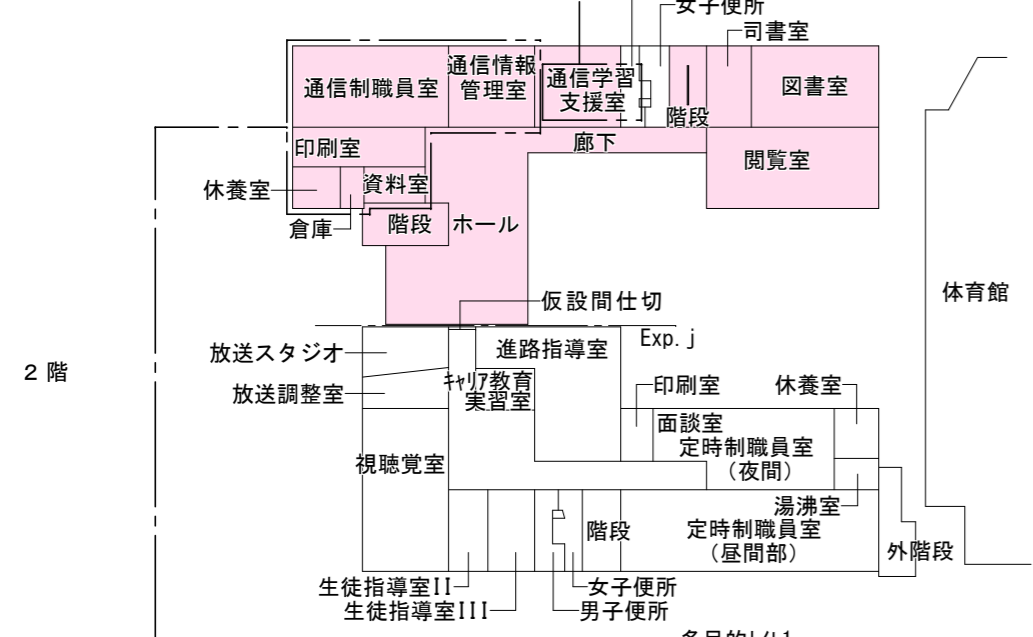 女子便所
司書室
通信制職員室
通信情報
管理室
通信学習
支援室
階段
図書室
印刷室
廊下
閲覧室
休養室
資料室
倉庫
階段
ホール
体育館
仮設間仕切
Exp.j
2階
放送スタジオ
進路指導室
放送調整室
ｷｬﾘｱ教育
実習室
印刷室
休養室
面談室
定時制職員室
（夜間）
視聴覚室
湯沸室
階段
定時制職員室
（昼間部）
外階段
生徒指導室II
女子便所
生徒指導室III
男子便所